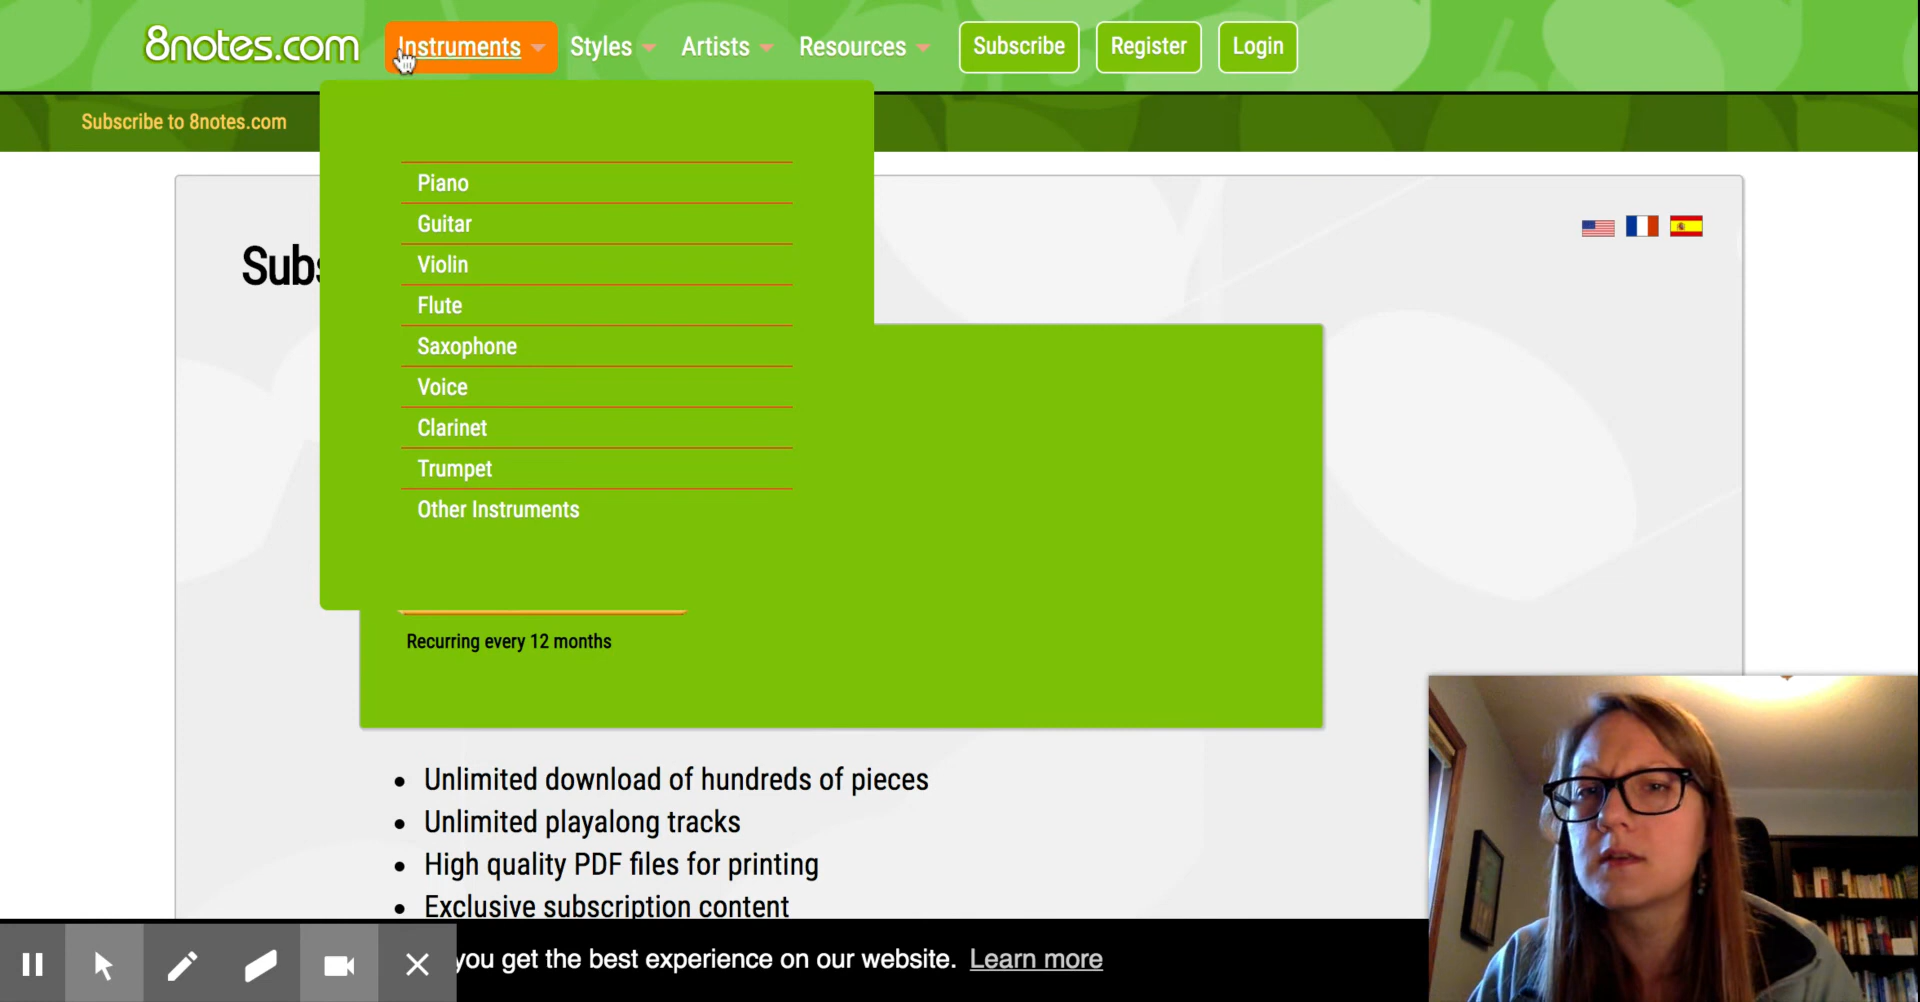 8notes.com
Instruments
Styles
Artists
Resources
Subscribe
Register
Login
Subscribe to 8notes.com
Subs
Piano
Guitar
Violin
Flute
Saxophone
Voice
Clarinet
Trumpet
Other Instruments
Recurring every 12 months
• Unlimited download of hundreds of pieces
• Unlimited playalong tracks
• High quality PDF files for printing
• Exclusive subscription content
you get the best experience on our website. Learn more